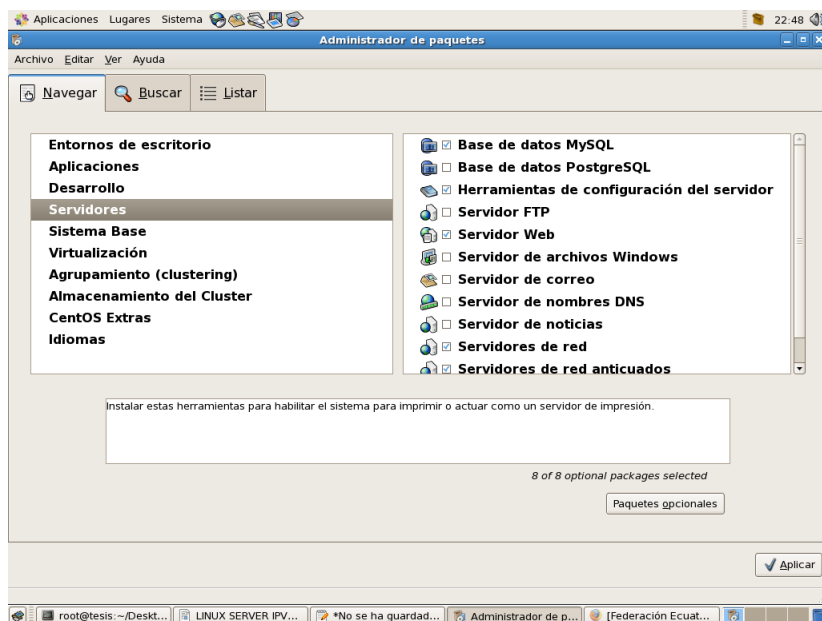 Aplicaciones Lugares Sistema 22:48
Administrador de paquetes
Archivo Editar Ver Ayuda
Navegar Buscar Listar
Entornos de escritorio
Aplicaciones
Desarrollo
Servidores
Sistema Base
Virtualización
Agrupamiento (clustering)
Almacenamiento del Cluster
CentOS Extras
Idiomas
Base de datos MySQL
Base de datos PostgreSQL
Herramientas de configuración del servidor
Servidor FTP
Servidor Web
Servidor de archivos Windows
Servidor de correo
Servidor de nombres DNS
Servidor de noticias
Servidores de red
Servidores de red anticuados
Instalar estas herramientas para habilitar el sistema para imprimir o actuar como un servidor de impresión.
8 of 8 optional packages selected
Paquetes opcionales
Aplicar
root@tesis:~/Deskt... LINUX SERVER IPV... *No se ha guardad... Administrador de p... [Federación Ecuat...